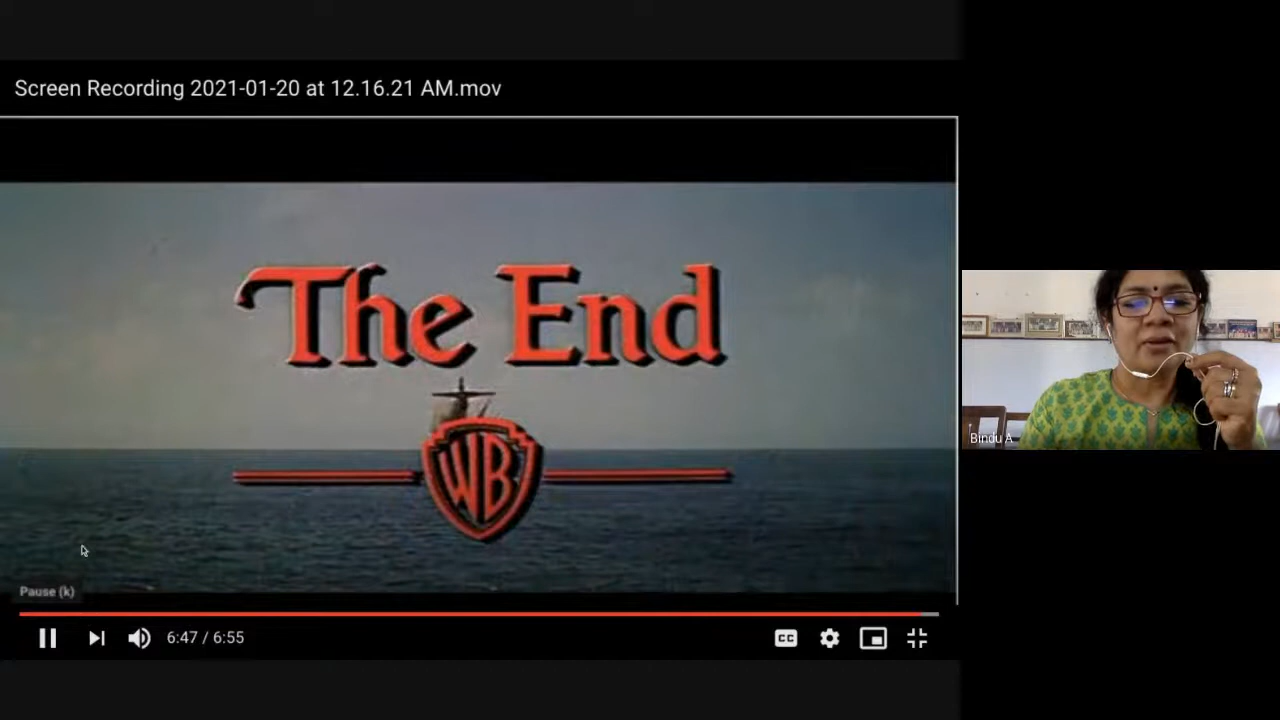 Screen Recording 2021-01-20 at 12.16.21 AM.mov
The End
WB
Bindu A
Pause (k)
6:47 / 6:55
CC